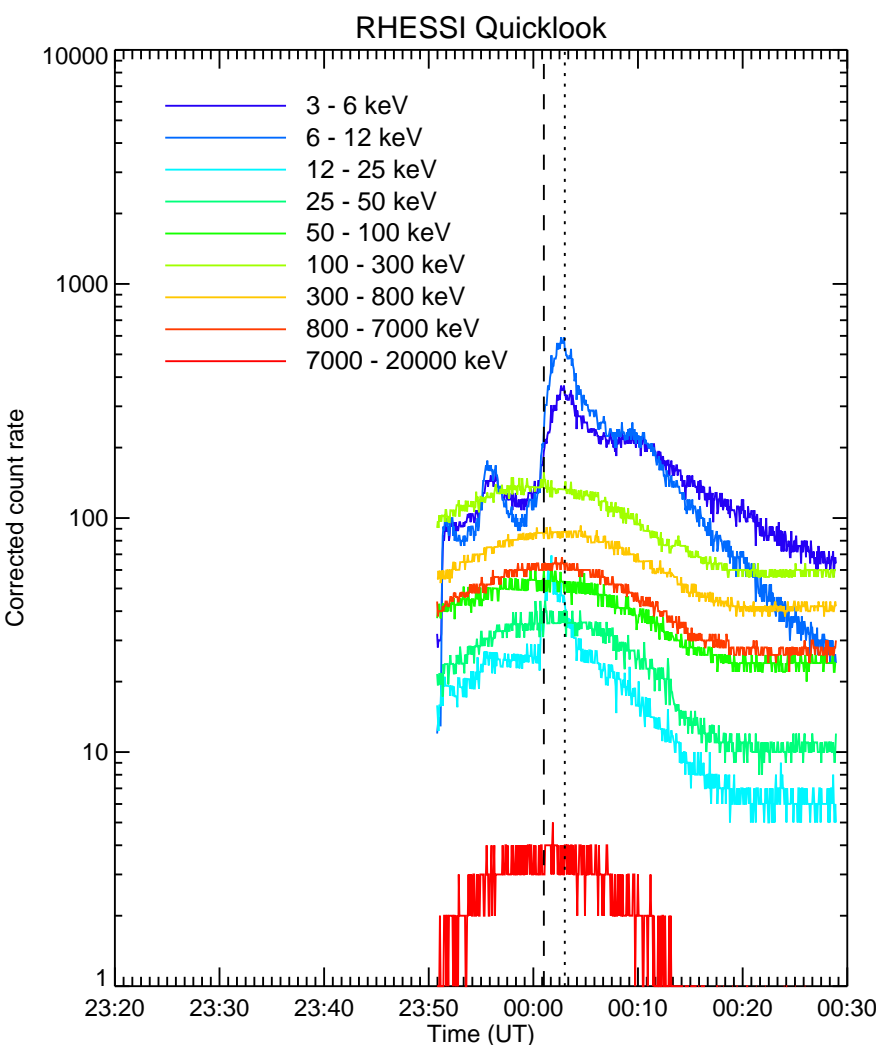 RHESSI Quicklook
10000
1000
100
10
1
Corrected count rate
3 - 6 keV
6 - 12 keV
12 - 25 keV
25 - 50 keV
50 - 100 keV
100 - 300 keV
300 - 800 keV
800 - 7000 keV
7000 - 20000 keV
23:20 23:30 23:40 23:50 00:00 00:10 00:20 00:30
Time (UT)